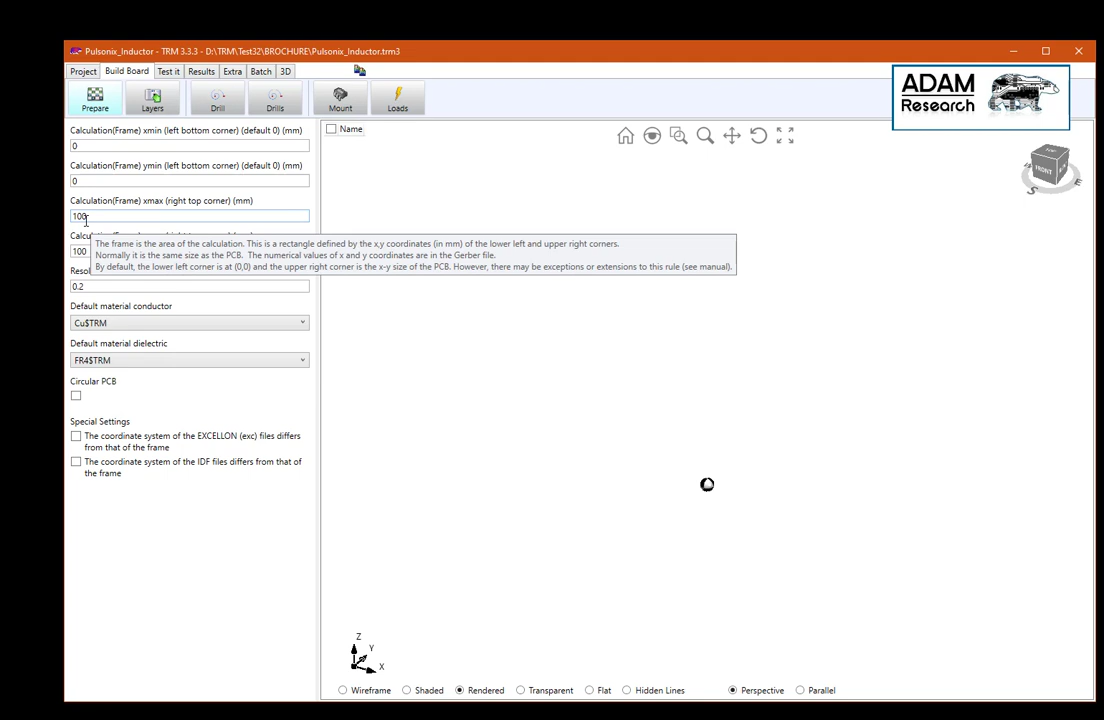 Pulsonix_Inductor - TRM 3.3.3 - D:\TRM\Test32\BROCHURE\Pulsonix_Inductor.trm3
Project Build Board Test it Results Extra Batch 3D
Prepare Layers Drill Drills Mount Loads
ADAM
Research
Calculation(Frame) xmin (left bottom corner) (default 0) (mm)
0
Calculation(Frame) ymin (left bottom corner) (default 0) (mm)
0
Calculation(Frame) xmax (right top corner) (mm)
100
The frame is the area of the calculation. This is a rectangle defined by the x,y coordinates (in mm) of the lower left and upper right corners.
Normally it is the same size as the PCB. The numerical values of x and y coordinates are in the Gerber file.
By default, the lower left corner is at (0,0) and the upper right corner is the x-y size of the PCB. However, there may be exceptions or extensions to this rule (see manual).
100
0.2
Default material conductor
Cu$TRM
Default material dielectric
FR4$TRM
Circular PCB
Special Settings
The coordinate system of the EXCELLON (exc) files differs
from that of the frame
The coordinate system of the IDF files differs from that of
the frame
Name
TOP
FRONT
E
Z
Y
X
Wireframe Shaded Rendered Transparent Flat Hidden Lines Perspective Parallel